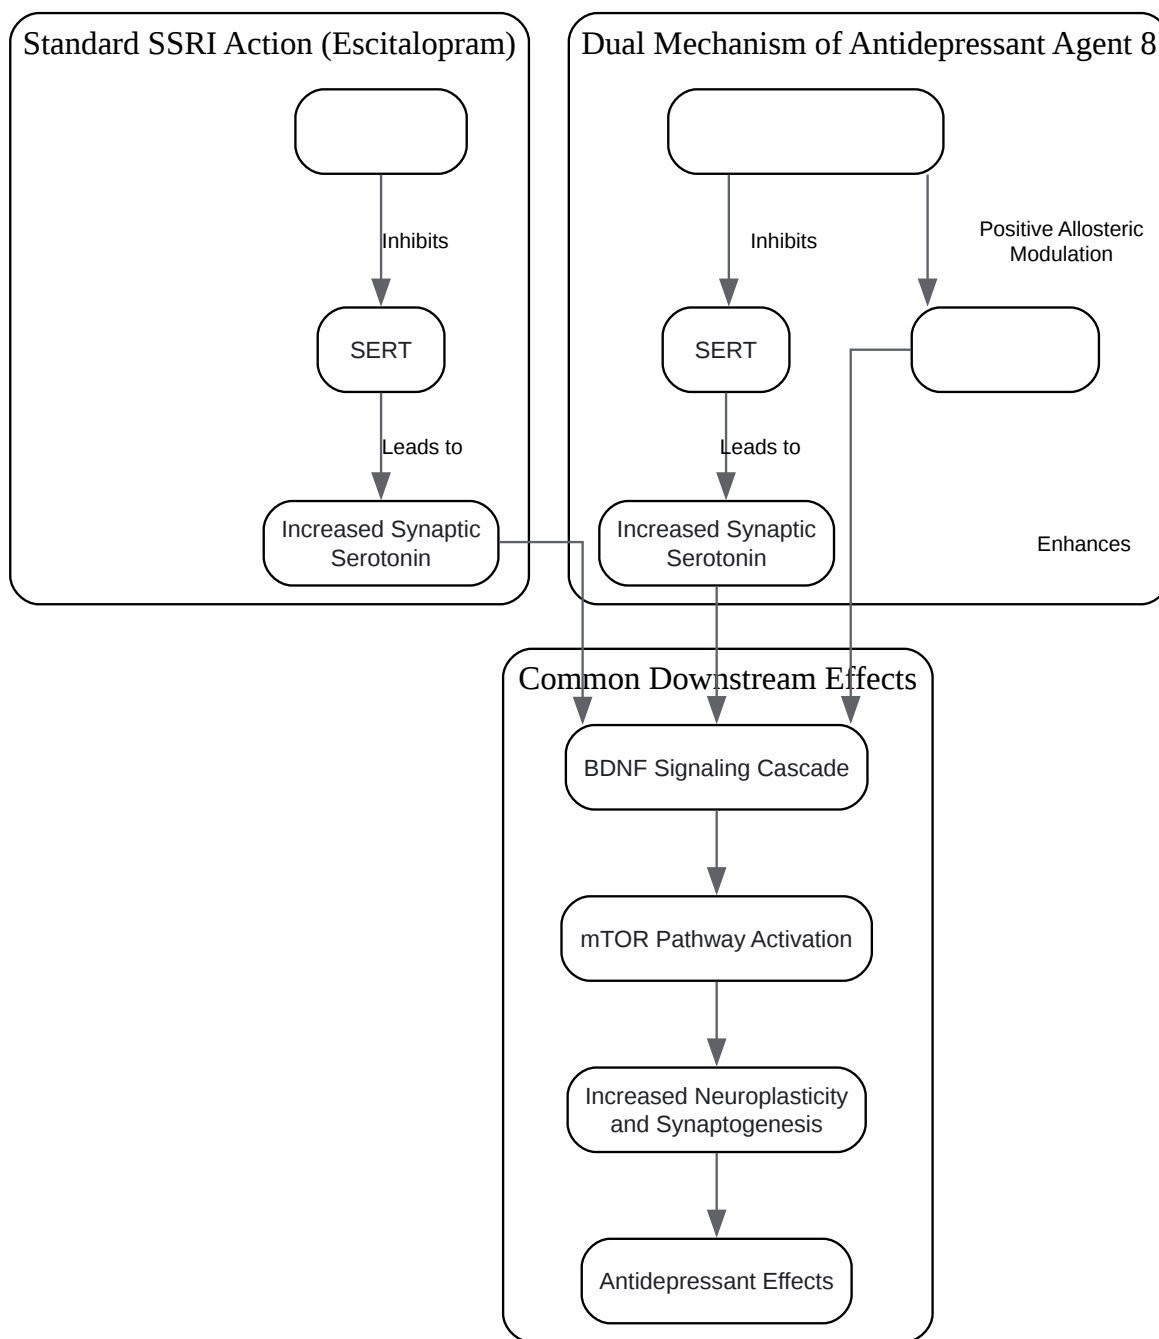 Standard SSRI Action (Escitalopram)
Inhibits
SERT
Leads to
Increased Synaptic
Serotonin
Dual Mechanism of Antidepressant Agent 8
Inhibits
Positive Allosteric
Modulation
SERT
Leads to
Increased Synaptic
Serotonin
Enhances
Common Downstream Effects
BDNF Signaling Cascade
mTOR Pathway Activation
Increased Neuroplasticity
and Synaptogenesis
Antidepressant Effects